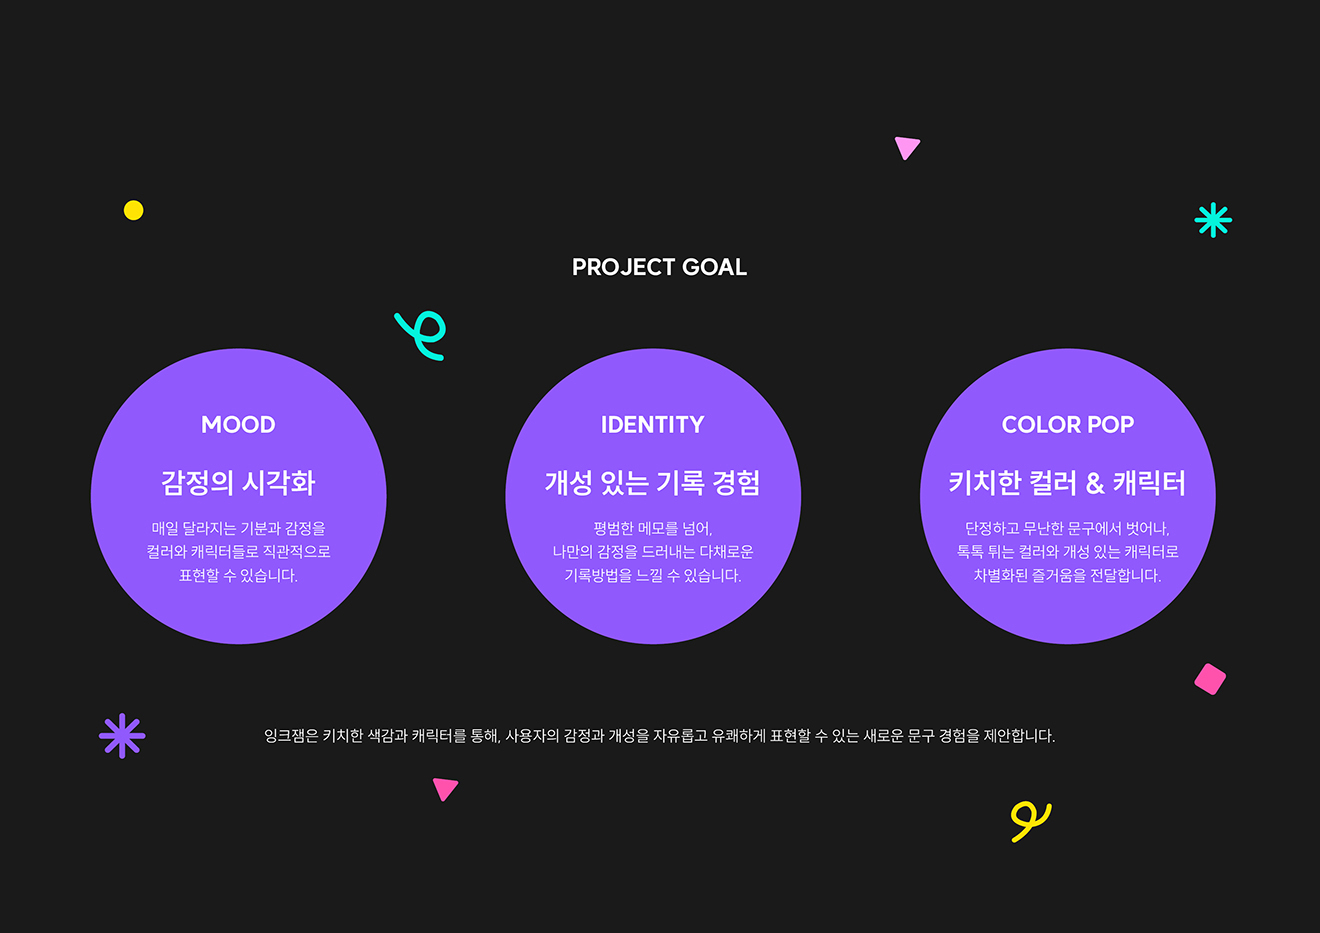 PROJECT GOAL
MOOD
감정의 시각화
매일 달라지는 기분과 감정을
컬러와 캐릭터들로 직관적으로
표현할 수 있습니다.
IDENTITY
개성 있는 기록 경험
평범한 메모를 넘어,
나만의 감정을 드러내는 다채로운
기록방법을 느낄 수 있습니다.
COLOR POP
키치한 컬러 & 캐릭터
단정하고 무난한 문구에서 벗어나,
톡톡 튀는 컬러와 개성 있는 캐릭터로
차별화된 즐거움을 전달합니다.
잉크잼은 키치한 색감과 캐릭터를 통해, 사용자의 감정과 개성을 자유롭고 유쾌하게 표현할 수 있는 새로운 문구 경험을 제안합니다.